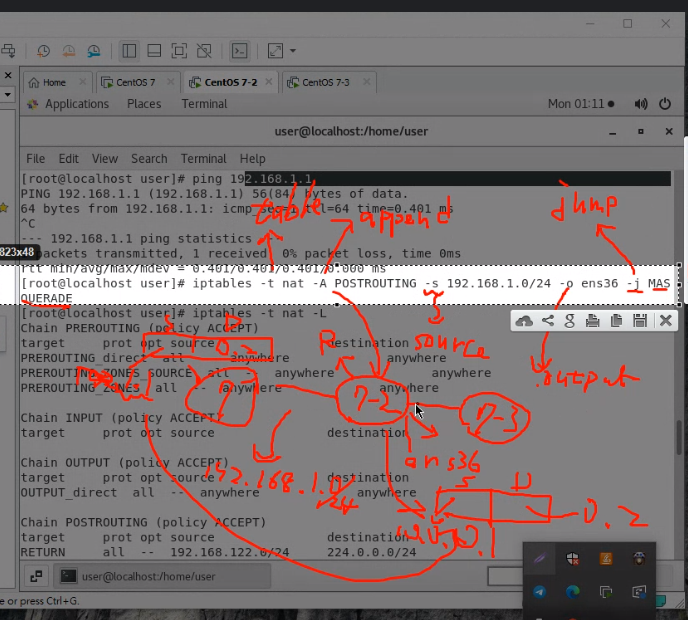 Home
CentOS 7
CentOS 7-2
CentOS 7-3
Applications Places Terminal
Mon 01:11
user@localhost:/home/user
File Edit View Search Terminal Help
[root@localhost user]# ping 192.168.1.1
PING 192.168.1.1 (192.168.1.1) 56(84) bytes of data.
64 bytes from 192.168.1.1: icmp_seq=1 ttl=64 time=0.401 ms
^C
table
append
jump
--- 192.168.1.1 ping statistics ---
823x48
packets transmitted, 1 received, 0% packet loss, time 0ms
rtt min/avg/max/mdev = 0.401/0.401/0.401/0.000 ms
[root@localhost user]# iptables -t nat -A POSTROUTING -s 192.168.1.0/24 -o ens36 -j MAS
QUERADE
[root@localhost user]# iptables -t nat -L
Chain PREROUTING (policy ACCEPT)
target prot opt source destination
source
PREROUTING_direct all -- anywhere anywhere
PREROUTING_ZONES_SOURCE all -- anywhere anywhere
output
PREROUTING_ZONES all -- anywhere anywhere
R
7
7-2
7-3
Chain INPUT (policy ACCEPT)
target prot opt source destination
192.168.1.0/24
ens36
S D
Chain OUTPUT (policy ACCEPT)
target prot opt source destination
OUTPUT_direct all -- anywhere anywhere
0.2
Chain POSTROUTING (policy ACCEPT)
target prot opt source destination
RETURN all -- 192.168.122.0/24 224.0.0.0/24
user@localhost:/home/user
e or press Ctrl+G.